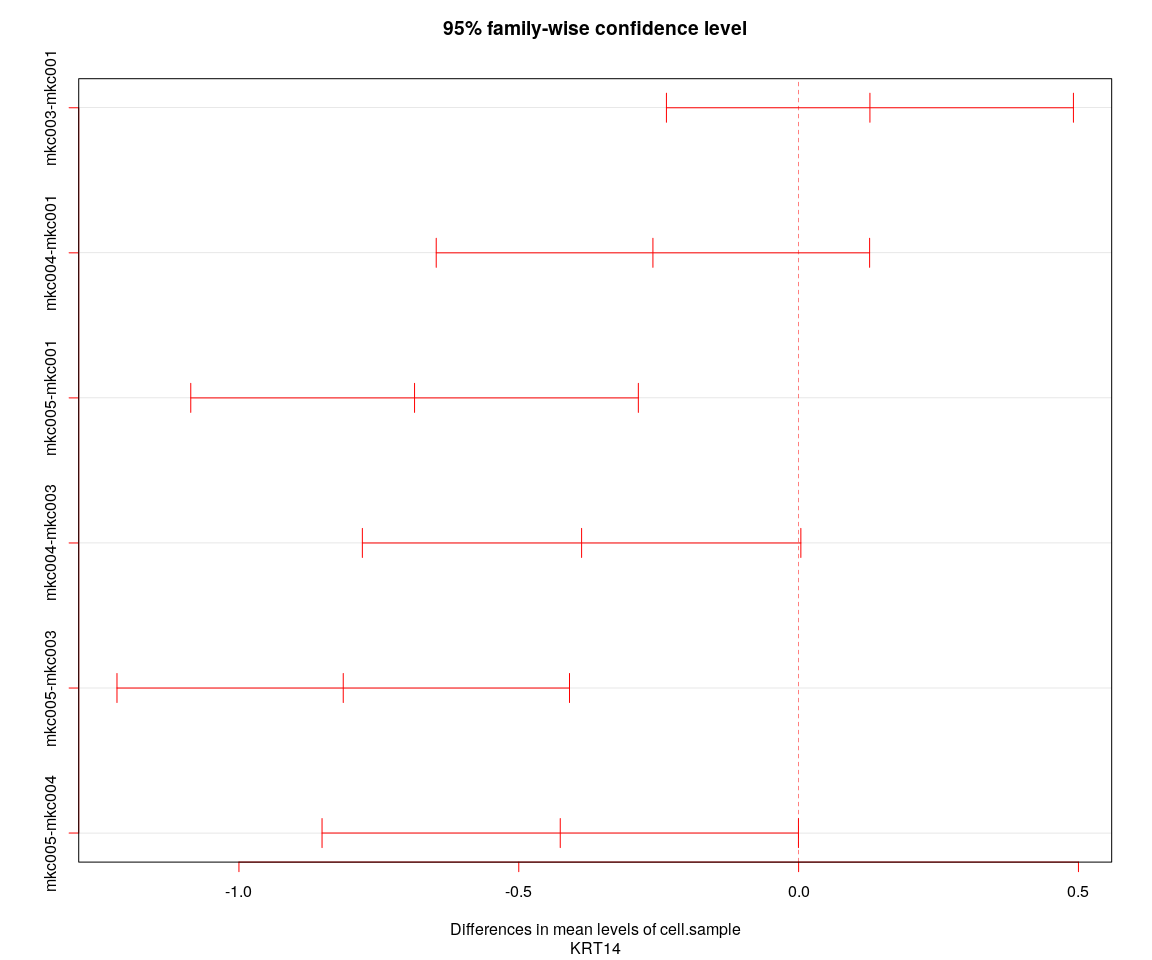 95% family-wise confidence level
mkc003-mkc001
mkc004-mkc001
mkc005-mkc001
mkc004-mkc003
mkc005-mkc003
mkc005-mkc004
-1.0
-0.5
0.0
0.5
Differences in mean levels of cell.sample
KRT14